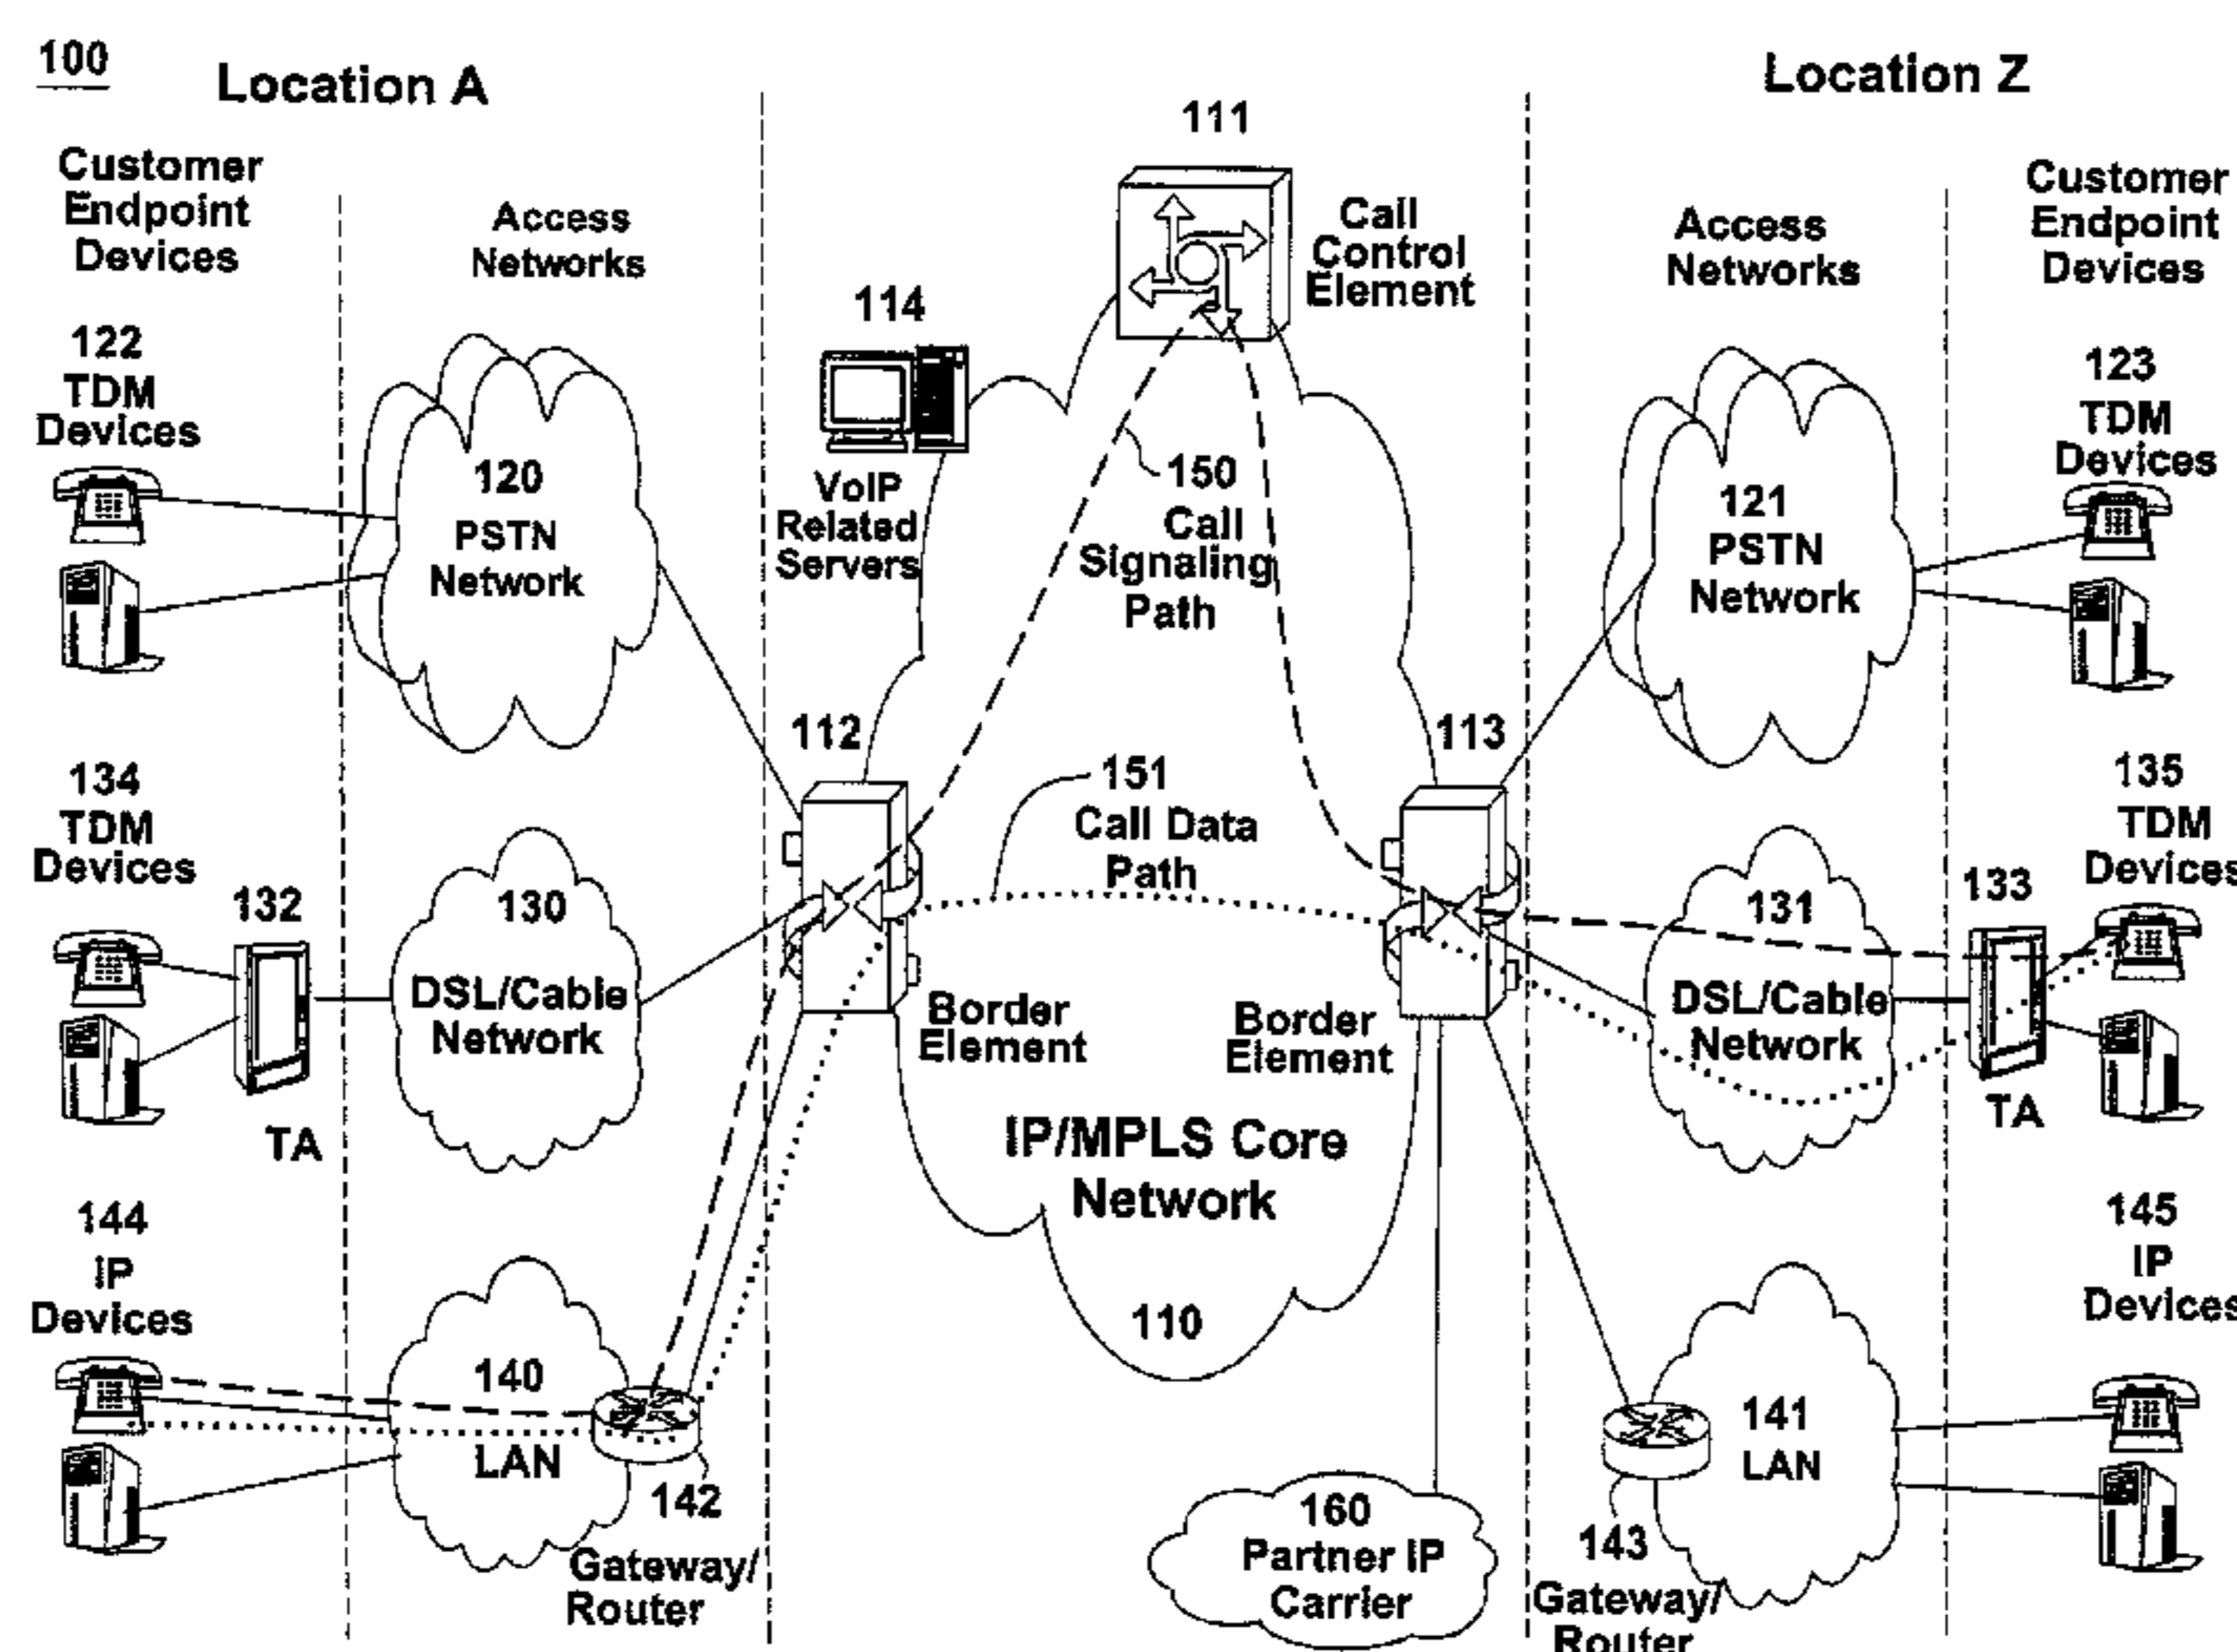 100
Location A
Location Z
Customer
Endpoint
Devices
Access
Networks
111
Call
Control
Element
Access
Networks
Customer
Endpoint
Devices
114
VoIP
Related
Servers
122
TDM
Devices
120
PSTN
Network
150
Call
Signaling
Path
121
PSTN
Network
123
TDM
Devices
112
113
151
Call Data
Path
134
TDM
Devices
132
TA
130
DSL/Cable
Network
Border
Element
Border
Element
131
DSL/Cable
Network
133
TA
135
TDM
Devices
IP/MPLS Core
Network
110
144
IP
Devices
140
LAN
142
Gateway/
Router
160
Partner IP
Carrier
143
Gateway/
Router
141
LAN
145
IP
Devices